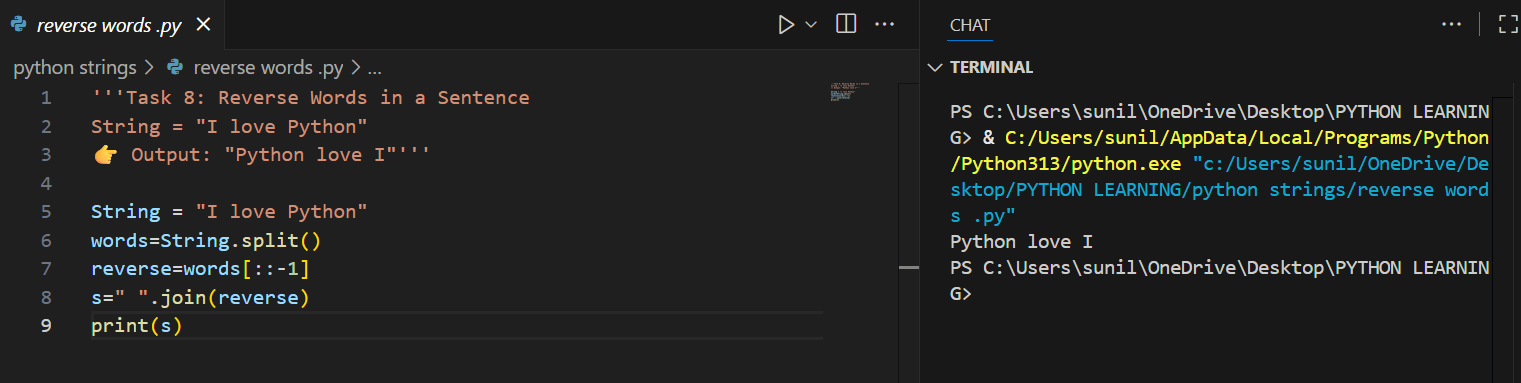 reverse words .py
python strings > reverse words .py > ...
1 '''Task 8: Reverse Words in a Sentence
2 String = "I love Python"
3 👉 Output: "Python love I"'''
4
5 String = "I love Python"
6 words=String.split()
7 reverse=words[::-1]
8 s=" ".join(reverse)
9 print(s)
CHAT
TERMINAL
PS C:\Users\sunil\OneDrive\Desktop\PYTHON LEARNIN
G> & C:/Users/sunil/AppData/Local/Programs/Python
/Python313/python.exe "c:/Users/sunil/OneDrive/De
sktop/PYTHON LEARNING/python strings/reverse word
s .py"
Python love I
PS C:\Users\sunil\OneDrive\Desktop\PYTHON LEARNIN
G>